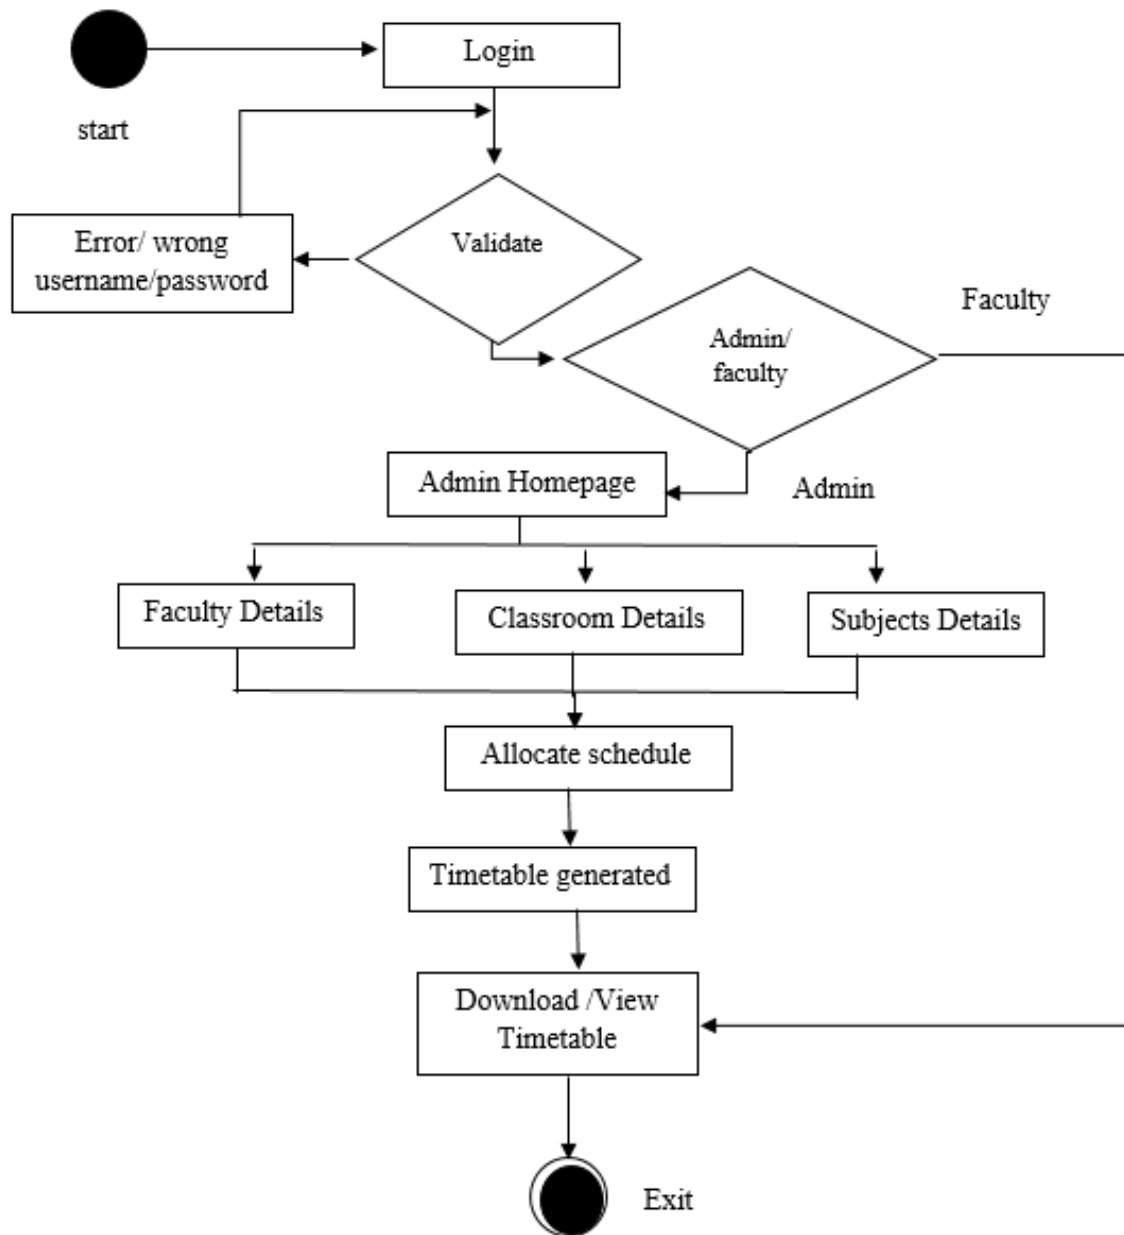 Login
start
Error/ wrong
username/password
Validate
Admin/
faculty
Faculty
Admin Homepage
Admin
Faculty Details
Classroom Details
Subjects Details
Allocate schedule
Timetable generated
Download /View
Timetable
Exit